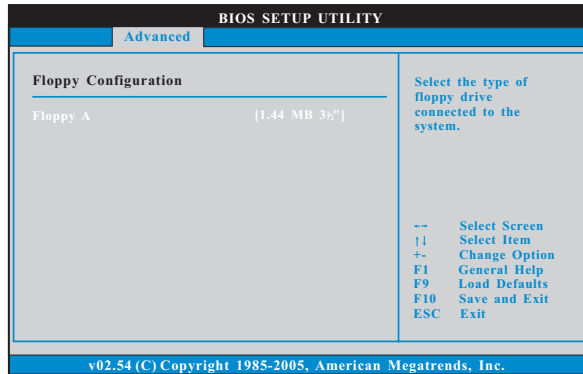 BIOS SETUP UTILITY
Advanced
Floppy Configuration
Floppy A [1.44 MB 3½"]
Select the type of
floppy drive
connected to the
system.
←→ Select Screen
↑↓ Select Item
+- Change Option
F1 General Help
F9 Load Defaults
F10 Save and Exit
ESC Exit
v02.54 (C) Copyright 1985-2005, American Megatrends, Inc.